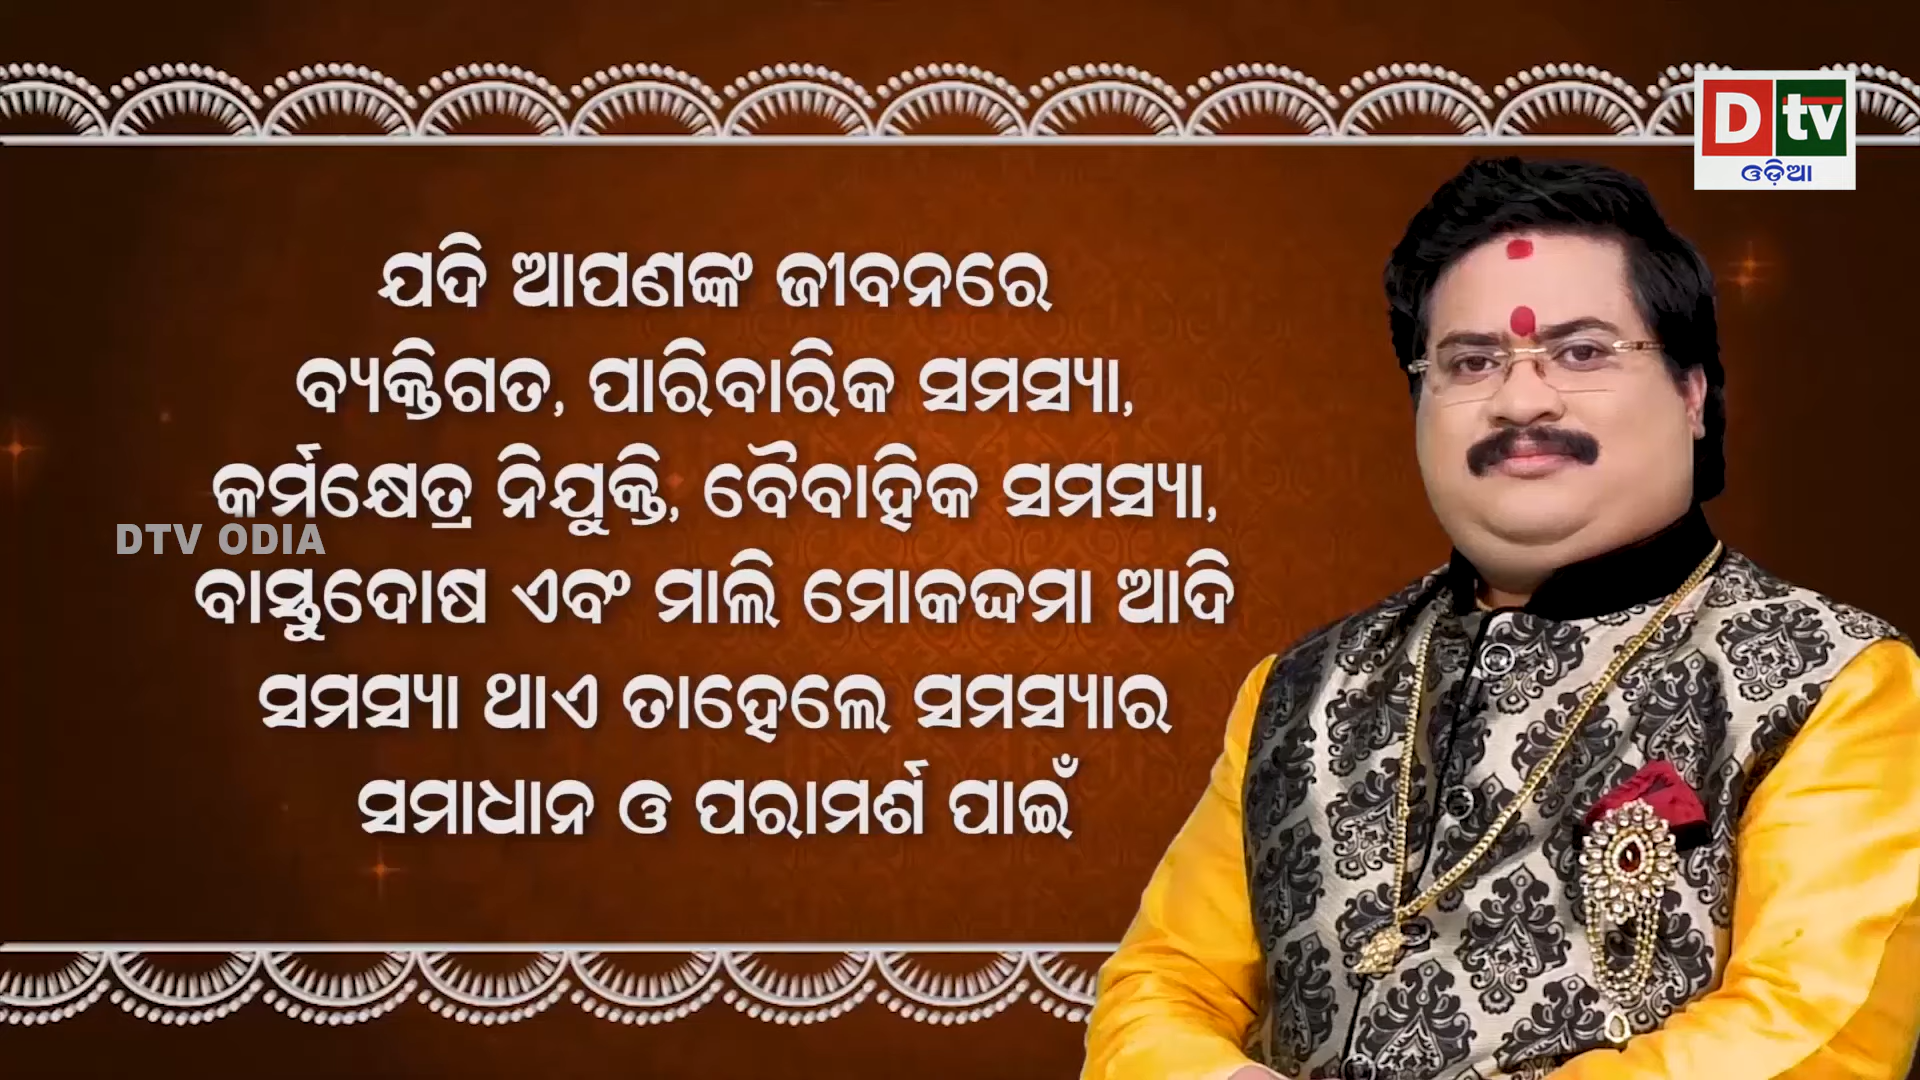 D tv
ଓଡ଼ିଆ
ଯଦି ଆପଣଙ୍କ ଜୀବନରେ
ବ୍ୟକ୍ତିଗତ, ପାରିବାରିକ ସମସ୍ୟା,
କର୍ମକ୍ଷେତ୍ର ନିଯୁକ୍ତି, ବୈବାହିକ ସମସ୍ୟା,
DTV ODIA
ବାସ୍ତୁଦୋଷ ଏବଂ ମାଲି ମୋକଦ୍ଦମା ଆଦି
ସମସ୍ୟା ଥାଏ ତାହେଲେ ସମସ୍ୟାର
ସମାଧାନ ଓ ପରାମର୍ଶ ପାଇଁ